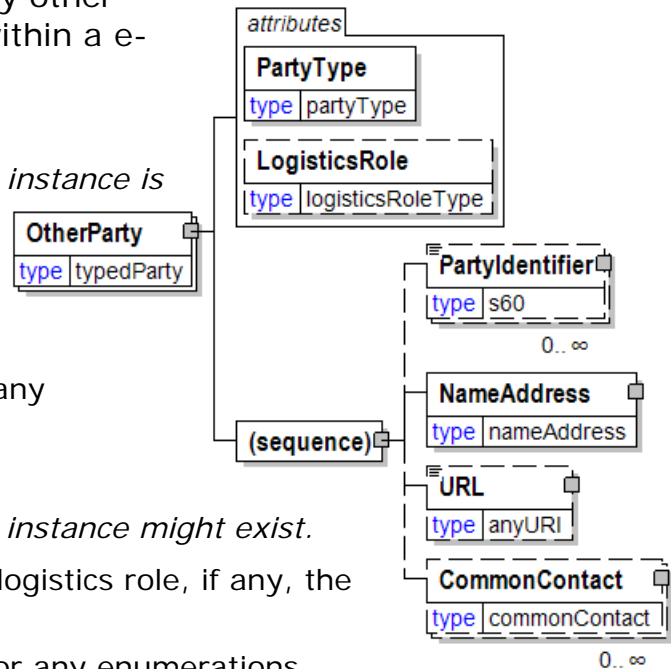 y other
within a e-
instance is
any
instance might exist.
logistics role, if any, the
or any enumerations
attributes
PartyType
type partyType
LogisticsRole
type logisticsRoleType
OtherParty
type typedParty
(sequence)
PartyIdentifier
type s60
0.. ∞
NameAddress
type nameAddress
URL
type anyURI
CommonContact
type commonContact
0.. ∞